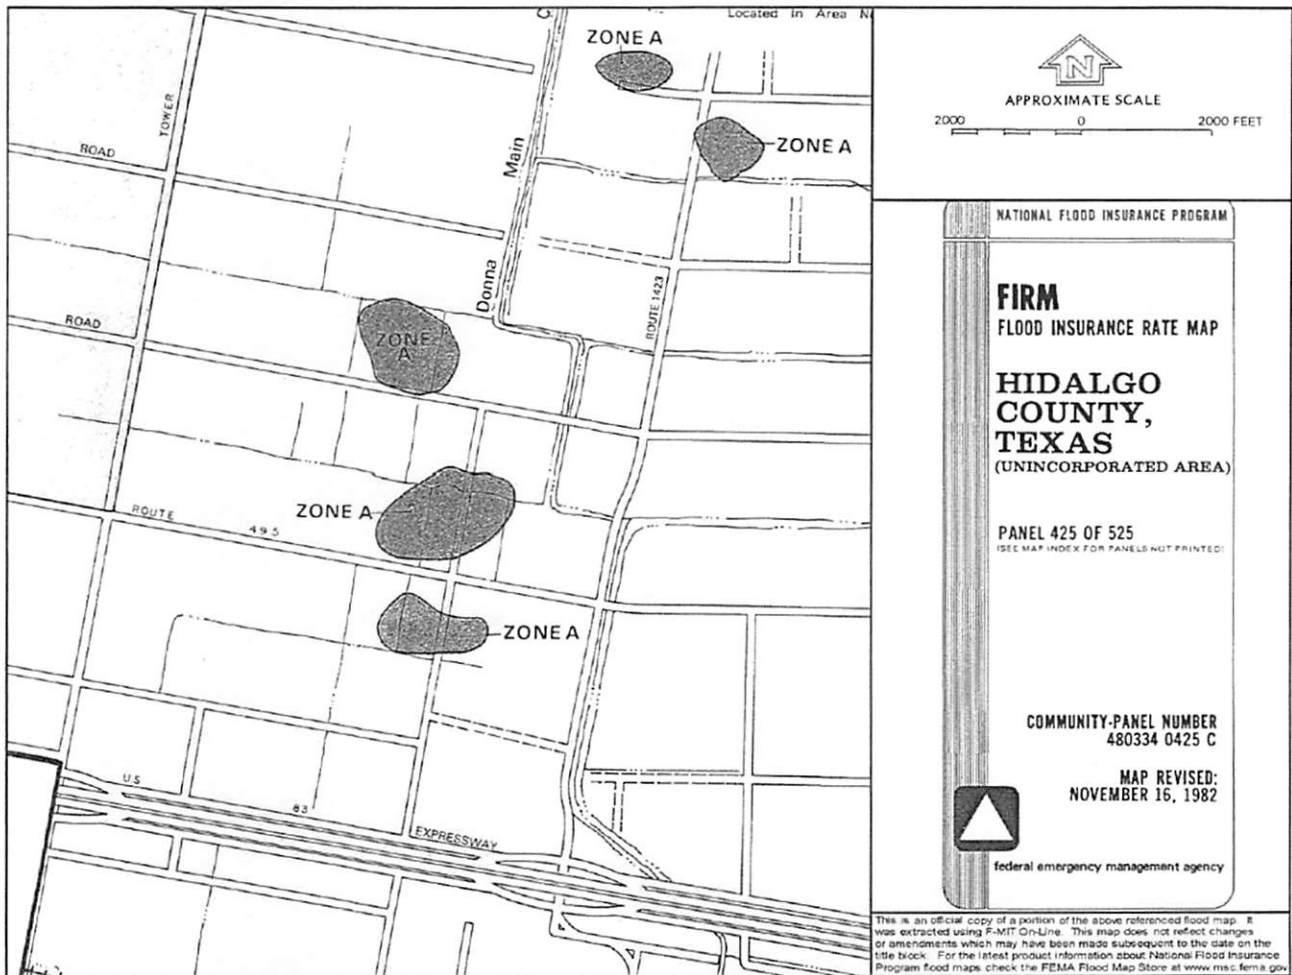 Located In Area N
ZONE A
ZONE A
TOWER
Main
ROAD
Donna
ROUTE 1423
ROAD
ZONE
A
ZONE A
ROUTE
495
ZONE A
U.S
83
EXPRESSWAY
N
APPROXIMATE SCALE
2000 0 2000 FEET
NATIONAL FLOOD INSURANCE PROGRAM
FIRM
FLOOD INSURANCE RATE MAP
HIDALGO
COUNTY,
TEXAS
(UNINCORPORATED AREA)
PANEL 425 OF 525
(SEE MAP INDEX FOR PANELS NOT PRINTED)
COMMUNITY-PANEL NUMBER
480334 0425 C
MAP REVISED:
NOVEMBER 16, 1982
federal emergency management agency
This is an official copy of a portion of the above referenced flood map. It
was extracted using F-MIT On-Line. This map does not reflect changes
or amendments which may have been made subsequent to the date on the
title block. For the latest product information about National Flood Insurance
Program flood maps check the FEMA Flood Map Store at www.msc.fema.gov